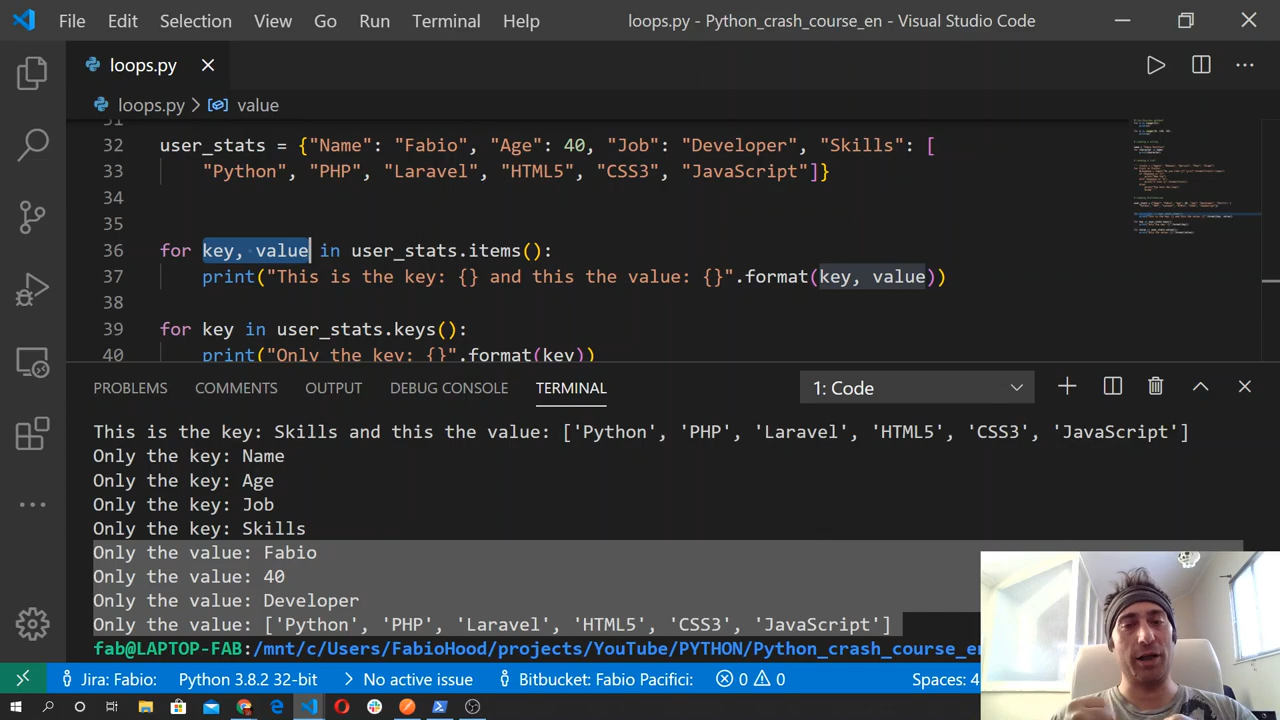 File Edit Selection View Go Run Terminal Help loops.py - Python_crash_course_en - Visual Studio Code
loops.py
loops.py > value
31
32 user_stats = {"Name": "Fabio", "Age": 40, "Job": "Developer", "Skills": [
33 "Python", "PHP", "Laravel", "HTML5", "CSS3", "JavaScript"]}
34
35
36 for key, value in user_stats.items():
37 print("This is the key: {} and this the value: {}".format(key, value))
38
39 for key in user_stats.keys():
40 print("Only the key: {}".format(key))
PROBLEMS COMMENTS OUTPUT DEBUG CONSOLE TERMINAL 1: Code
This is the key: Skills and this the value: ['Python', 'PHP', 'Laravel', 'HTML5', 'CSS3', 'JavaScript']
Only the key: Name
Only the key: Age
Only the key: Job
Only the key: Skills
Only the value: Fabio
Only the value: 40
Only the value: Developer
Only the value: ['Python', 'PHP', 'Laravel', 'HTML5', 'CSS3', 'JavaScript']
fab@LAPTOP-FAB:/mnt/c/Users/FabioHood/projects/YouTube/PYTHON/Python_crash_course_en
Jira: Fabio: Python 3.8.2 32-bit No active issue Bitbucket: Fabio Pacifici: 0 0 Spaces: 4